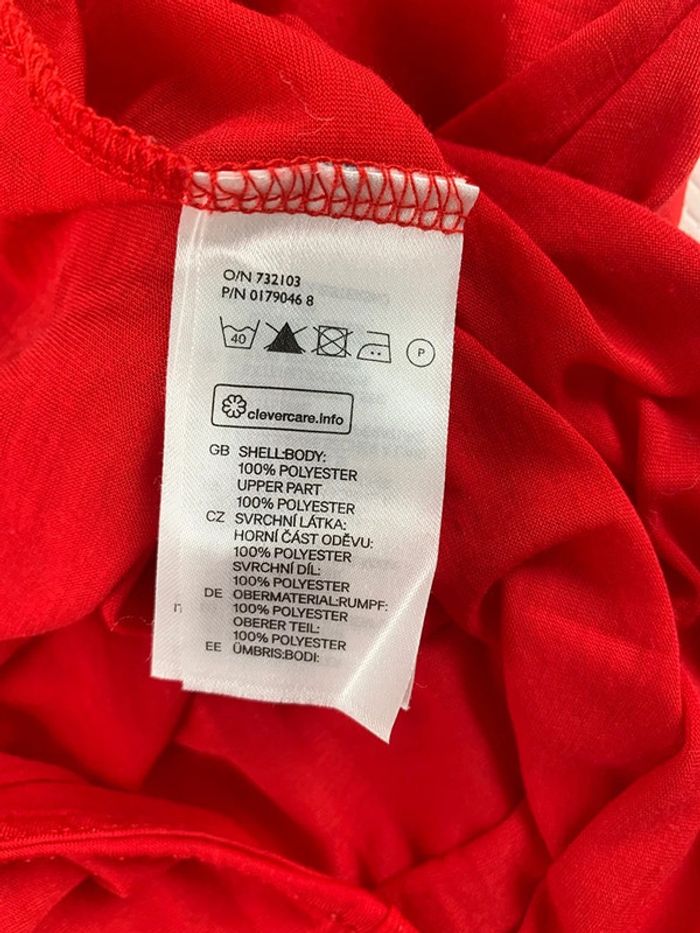 O/N 732103
P/N 0179046 8
40 P
clevercare.info
GB SHELL:BODY:
100% POLYESTER
UPPER PART
100% POLYESTER
CZ SVRCHNÍ LÁTKA:
HORNÍ ČÁST ODĚVU:
100% POLYESTER
SVRCHNÍ DÍL:
100% POLYESTER
DE OBERMATERIAL:RUMPF:
100% POLYESTER
OBERER TEIL:
100% POLYESTER
EE ÜMBRIS:BODI: